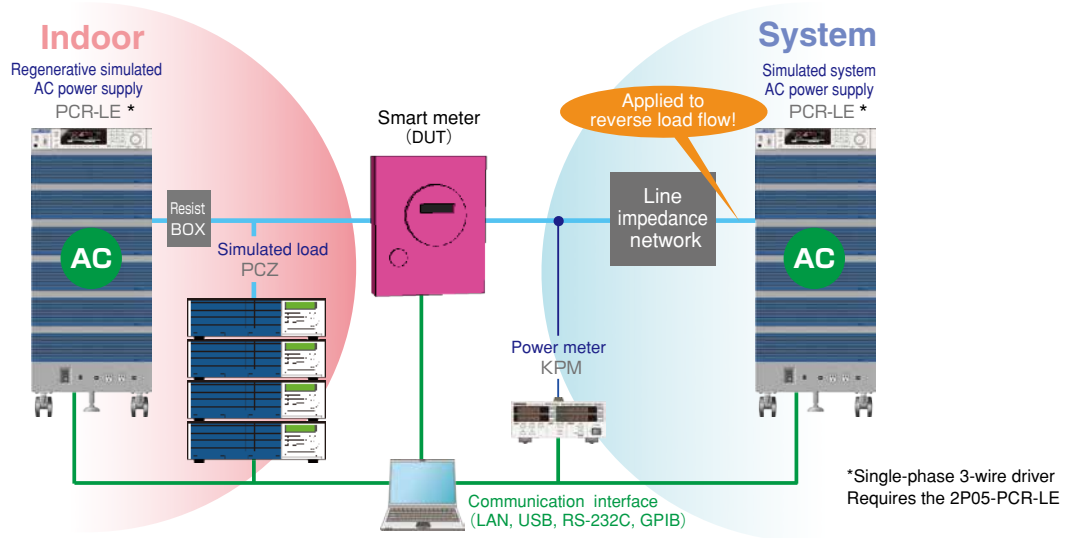 Indoor
Regenerative simulated
AC power supply
PCR-LE *
AC
Resist
BOX
Simulated load
PCZ
Smart meter
(DUT)
System
Simulated system
AC power supply
PCR-LE *
Applied to
reverse load flow!
Line
impedance
network
AC
Power meter
KPM
Communication interface
(LAN, USB, RS-232C, GPIB)
*Single-phase 3-wire driver
Requires the 2P05-PCR-LE